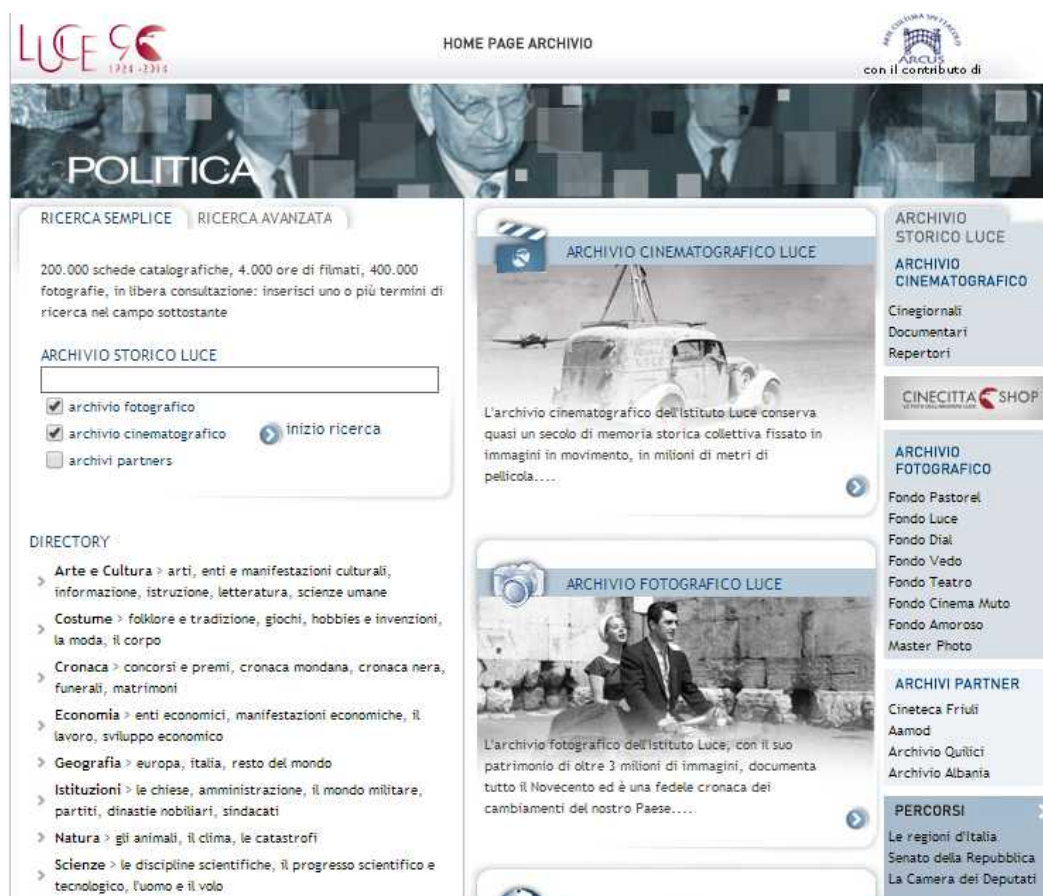 LUCE 90
1924-2014
HOME PAGE ARCHIVIO
ARTE CULTURA SPETTACOLO
ARCUS
con il contributo di
POLITICA
RICERCA SEMPLICE
RICERCA AVANZATA
200.000 schede catalografiche, 4.000 ore di filmati, 400.000
fotografie, in libera consultazione: inserisci uno o più termini di
ricerca nel campo sottostante
ARCHIVIO STORICO LUCE
archivio fotografico
archivio cinematografico
inizio ricerca
archivi partners
DIRECTORY
Arte e Cultura > arti, enti e manifestazioni culturali,
informazione, istruzione, letteratura, scienze umane
Costume > folklore e tradizione, giochi, hobbies e invenzioni,
la moda, il corpo
Cronaca > concorsi e premi, cronaca mondana, cronaca nera,
funerali, matrimoni
Economia > enti economici, manifestazioni economiche, il
lavoro, sviluppo economico
Geografia > europa, italia, resto del mondo
Istituzioni > le chiese, amministrazione, il mondo militare,
partiti, dinastie nobiliari, sindacati
Natura > gli animali, il clima, le catastrofi
Scienze > le discipline scientifiche, il progresso scientifico e
tecnologico, l'uomo e il volo
ARCHIVIO CINEMATOGRAFICO LUCE
L'archivio cinematografico dell'Istituto Luce conserva
quasi un secolo di memoria storica collettiva fissato in
immagini in movimento, in milioni di metri di
pellicola....
ARCHIVIO FOTOGRAFICO LUCE
L'archivio fotografico dell'Istituto Luce, con il suo
patrimonio di oltre 3 milioni di immagini, documenta
tutto il Novecento ed è una fedele cronaca dei
cambiamenti del nostro Paese....
ARCHIVIO
STORICO LUCE
ARCHIVIO
CINEMATOGRAFICO
Cinegiornali
Documentari
Repertori
CINECITTA SHOP
ARCHIVIO
FOTOGRAFICO
Fondo Pastorel
Fondo Luce
Fondo Dial
Fondo Vedo
Fondo Teatro
Fondo Cinema Muto
Fondo Amoroso
Master Photo
ARCHIVI PARTNER
Cineteca Friuli
Aamod
Archivio Quilici
Archivio Albania
PERCORSI
Le regioni d'Italia
Senato della Repubblica
La Camera dei Deputati